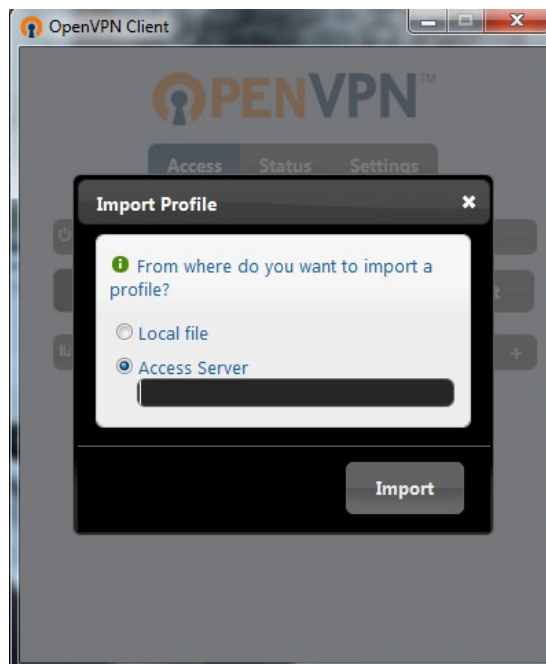 OpenVPN Client
OPENVPN™
Access Status Settings
Import Profile
From where do you want to import a
profile?
Local file
Access Server
Import